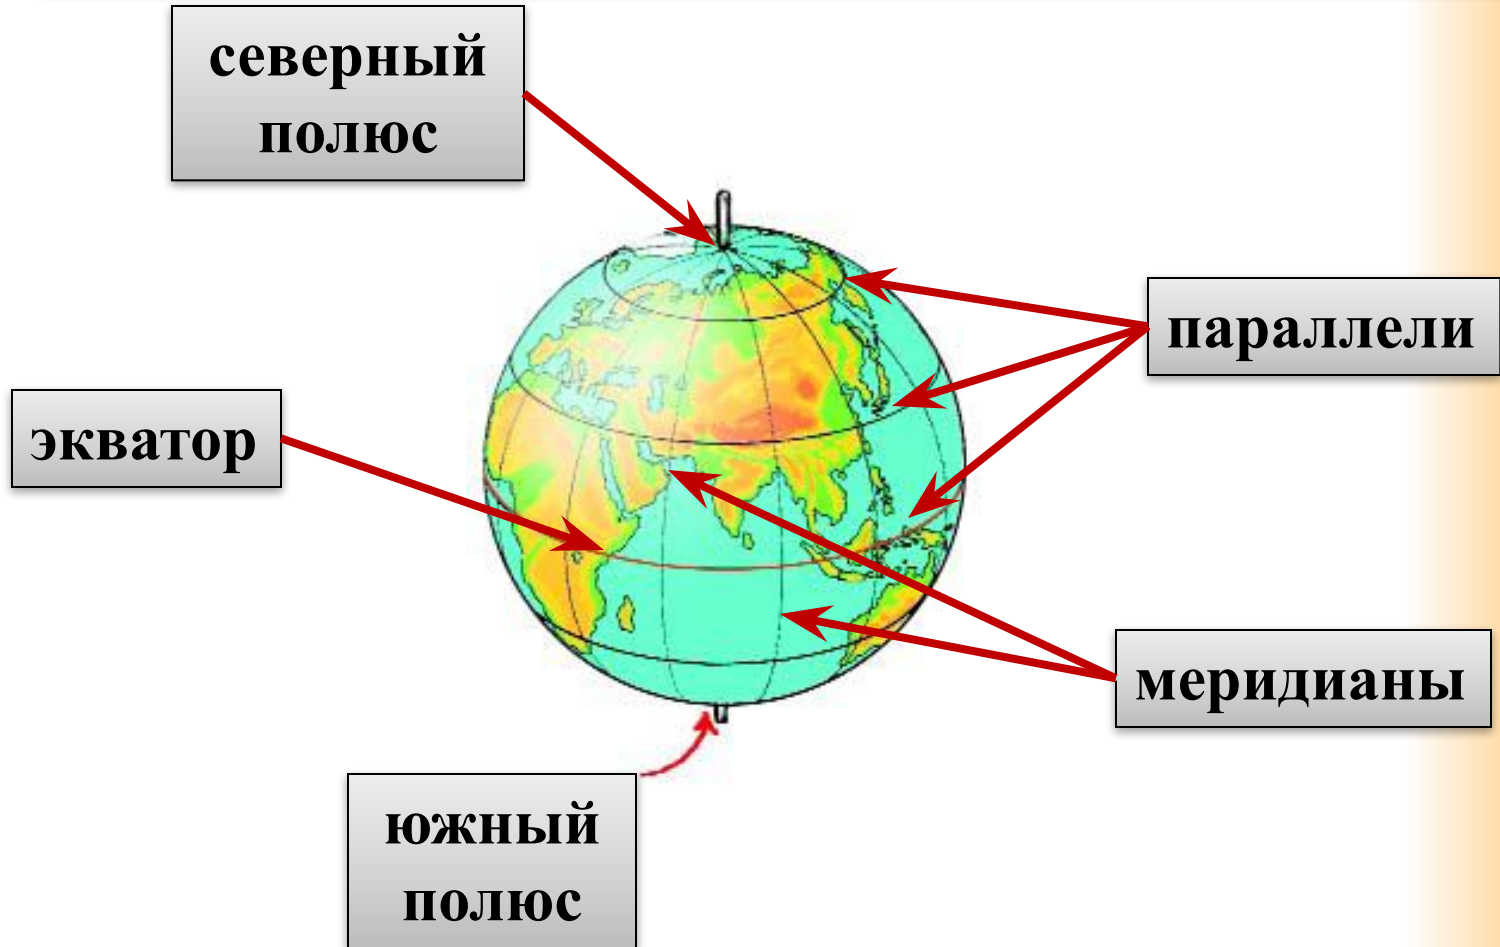 северный
полюс
параллели
экватор
меридианы
южный
полюс